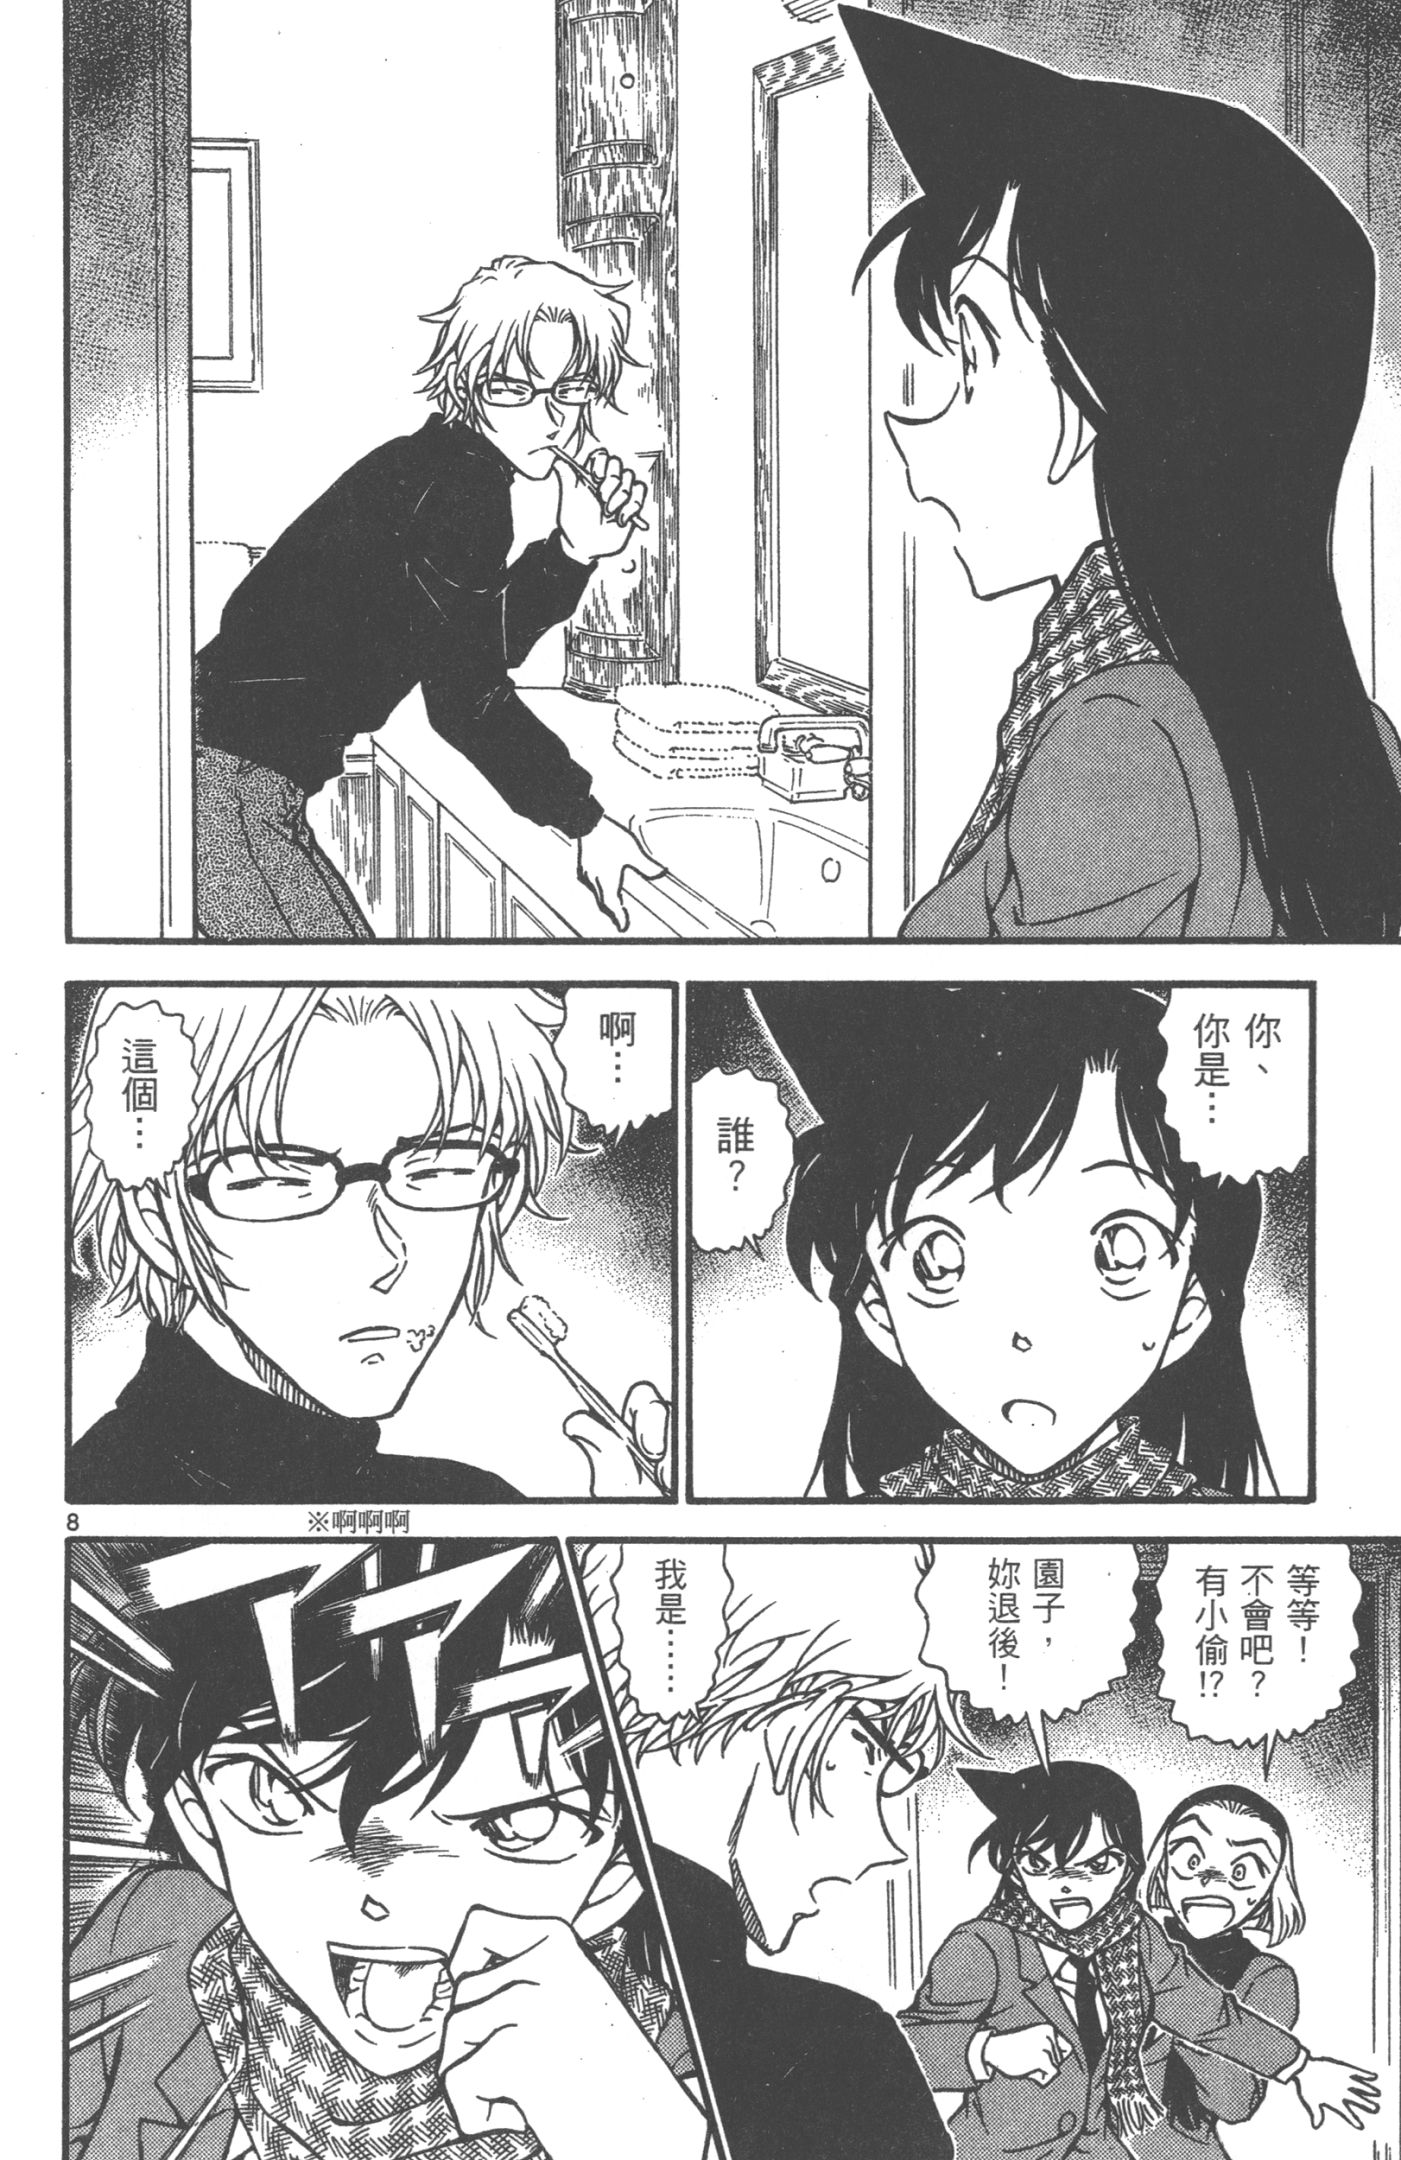 你、
你是…
誰？
啊…
這個…
8
※啊啊啊
等等！
不會吧？
有小偷!?
園子，
妳退後！
我是……